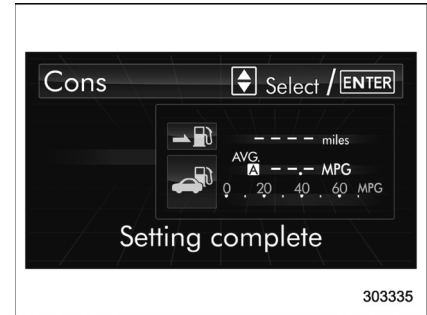 Cons Select / ENTER
– – – – miles
AVG.
A – –.– MPG
0 . 20 . 40 . 60 . MPG
Setting complete
303335